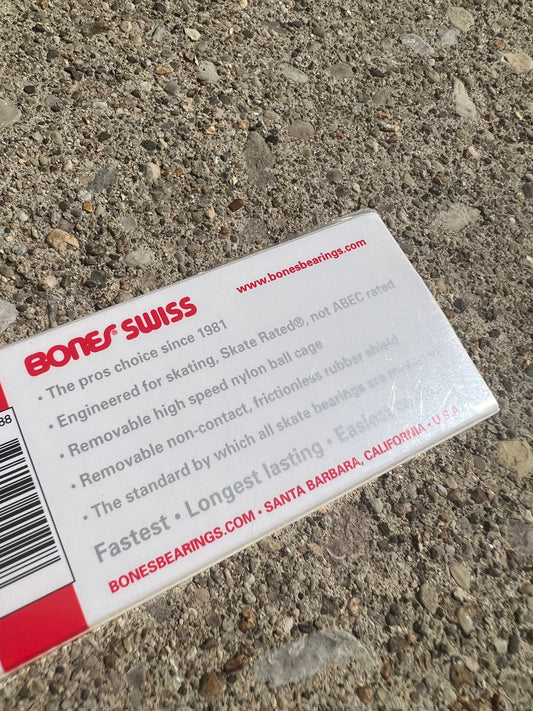 www.bonesbearings.com
BONES SWISS
• The pros choice since 1981
• Engineered for skating, Skate Rated®, not ABEC rated
• Removable high speed nylon ball cage
• Removable non-contact, frictionless rubber shield
• The standard by which all skate bearings are
Fastest • Longest lasting • Easiest
BONESBEARINGS.COM • SANTA BARBARA, CALIFORNIA • U.S.A.
88